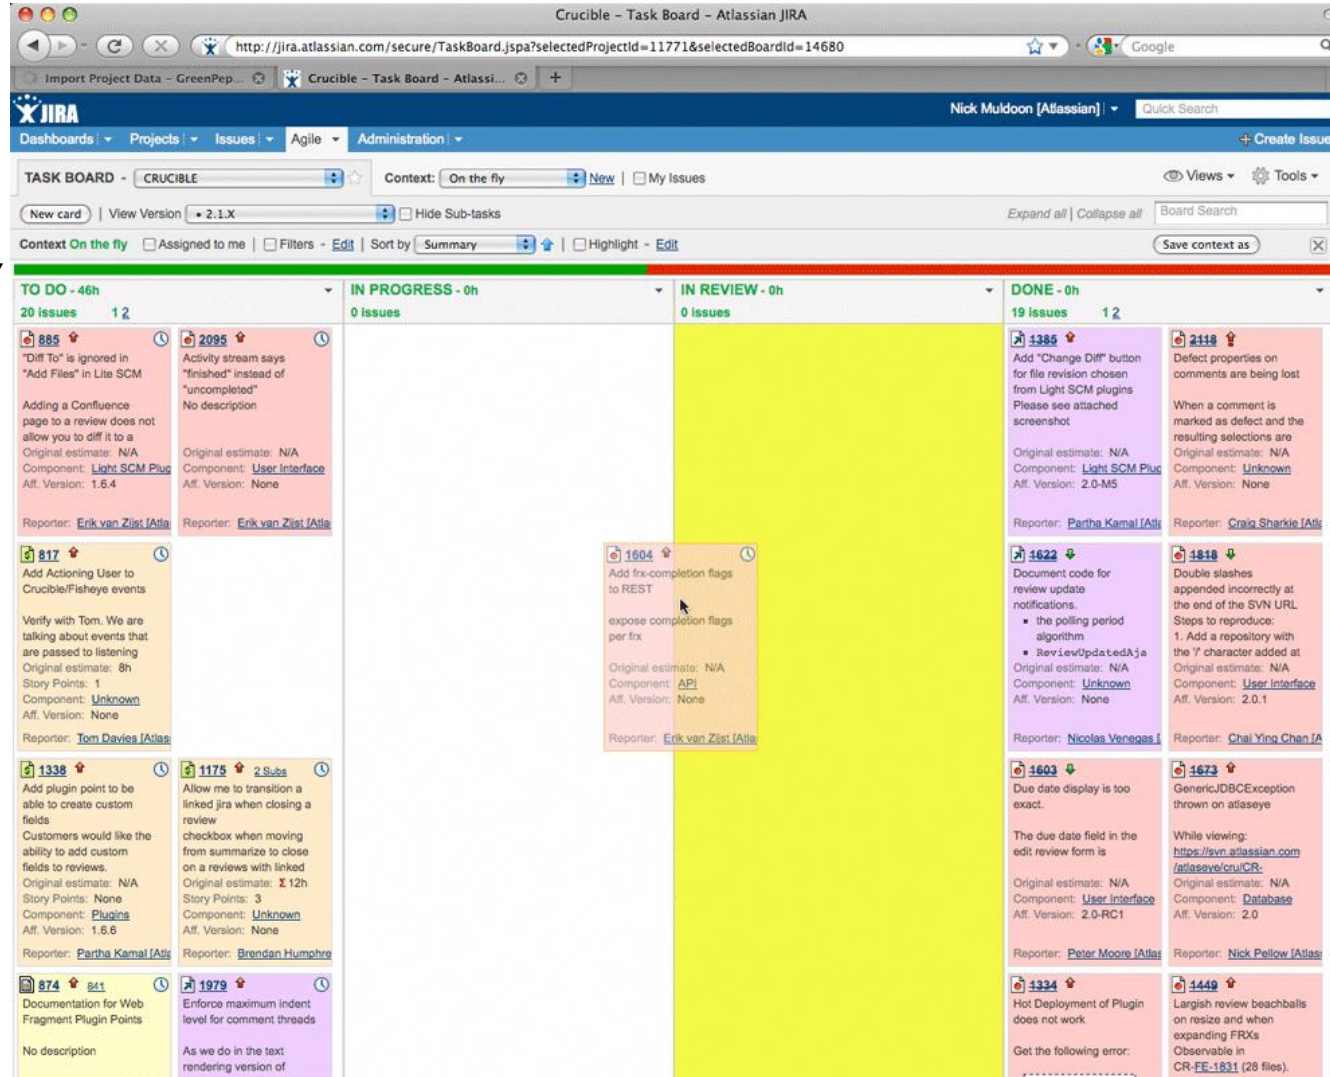 Crucible – Task Board – Atlassian JIRA
http://jira.atlassian.com/secure/TaskBoard.jspa?selectedProjectId=11771&selectedBoardId=14680
Google
Import Project Data – GreenPep...
Crucible – Task Board – Atlassi...
JIRA
Nick Muldoon [Atlassian]
Quick Search
Dashboards Projects Issues Agile Administration
Create Issue
TASK BOARD - CRUCIBLE
Context: On the fly New | My Issues
Views Tools
New card | View Version • 2.1.X Hide Sub-tasks
Expand all | Collapse all Board Search
Context On the fly Assigned to me | Filters - Edit | Sort by Summary | Highlight - Edit
Save context as
TO DO - 46h
20 issues 1 2
IN PROGRESS - 0h
0 issues
IN REVIEW - 0h
0 issues
DONE - 0h
19 issues 1 2
885
"Diff To" is ignored in
"Add Files" in Lite SCM
Adding a Confluence
page to a review does not
allow you to diff it to a
Original estimate: N/A
Component: Light SCM Plug
Aff. Version: 1.6.4
Reporter: Erik van Zijst [Atla
2095
Activity stream says
"finished" instead of
"uncompleted"
No description
Original estimate: N/A
Component: User Interface
Aff. Version: None
Reporter: Erik van Zijst [Atla
817
Add Actioning User to
Crucible/Fisheye events
Verify with Tom. We are
talking about events that
are passed to listening
Original estimate: 8h
Story Points: 1
Component: Unknown
Aff. Version: None
Reporter: Tom Davies [Atlas
1338
Add plugin point to be
able to create custom
fields
Customers would like the
ability to add custom
fields to reviews.
Original estimate: N/A
Story Points: None
Component: Plugins
Aff. Version: 1.6.6
Reporter: Partha Kamal [Atla
1175 2 Subs
Allow me to transition a
linked jira when closing a
review
checkbox when moving
from summarize to close
on a reviews with linked
Original estimate: Σ 12h
Story Points: 3
Component: Unknown
Aff. Version: None
Reporter: Brendan Humphre
874 841
Documentation for Web
Fragment Plugin Points
No description
1979
Enforce maximum indent
level for comment threads
As we do in the text
rendering version of
1604
Add frx-completion flags
to REST
expose completion flags
per frx
Original estimate: N/A
Component: API
Aff. Version: None
Reporter: Erik van Zijst [Atla
1385
Add "Change Diff" button
for file revision chosen
from Light SCM plugins
Please see attached
screenshot
Original estimate: N/A
Component: Light SCM Plug
Aff. Version: 2.0-M5
Reporter: Partha Kamal [Atla
2118
Defect properties on
comments are being lost
When a comment is
marked as defect and the
resulting selections are
Original estimate: N/A
Component: Unknown
Aff. Version: None
Reporter: Craig Sharkie [Atla
1622
Document code for
review update
notifications.
▪ the polling period
algorithm
▪ ReviewUpdatedAja
Original estimate: N/A
Component: Unknown
Aff. Version: None
Reporter: Nicolas Venegas [
1818
Double slashes
appended incorrectly at
the end of the SVN URL
Steps to reproduce:
1. Add a repository with
the '/' character added at
Original estimate: N/A
Component: User Interface
Aff. Version: 2.0.1
Reporter: Chai Ying Chan [A
1603
Due date display is too
exact.
The due date field in the
edit review form is
Original estimate: N/A
Component: User Interface
Aff. Version: 2.0-RC1
Reporter: Peter Moore [Atlas
1673
GenericJDBCException
thrown on atlaseye
While viewing:
https://svn.atlassian.com
/atlaseye/cru/CR-
Original estimate: N/A
Component: Database
Aff. Version: 2.0
Reporter: Nick Pellow [Atlas
1334
Hot Deployment of Plugin
does not work
Get the following error:
1449
Largish review beachballs
on resize and when
expanding FRXs
Observable in
CR-FE-1831 (28 files).